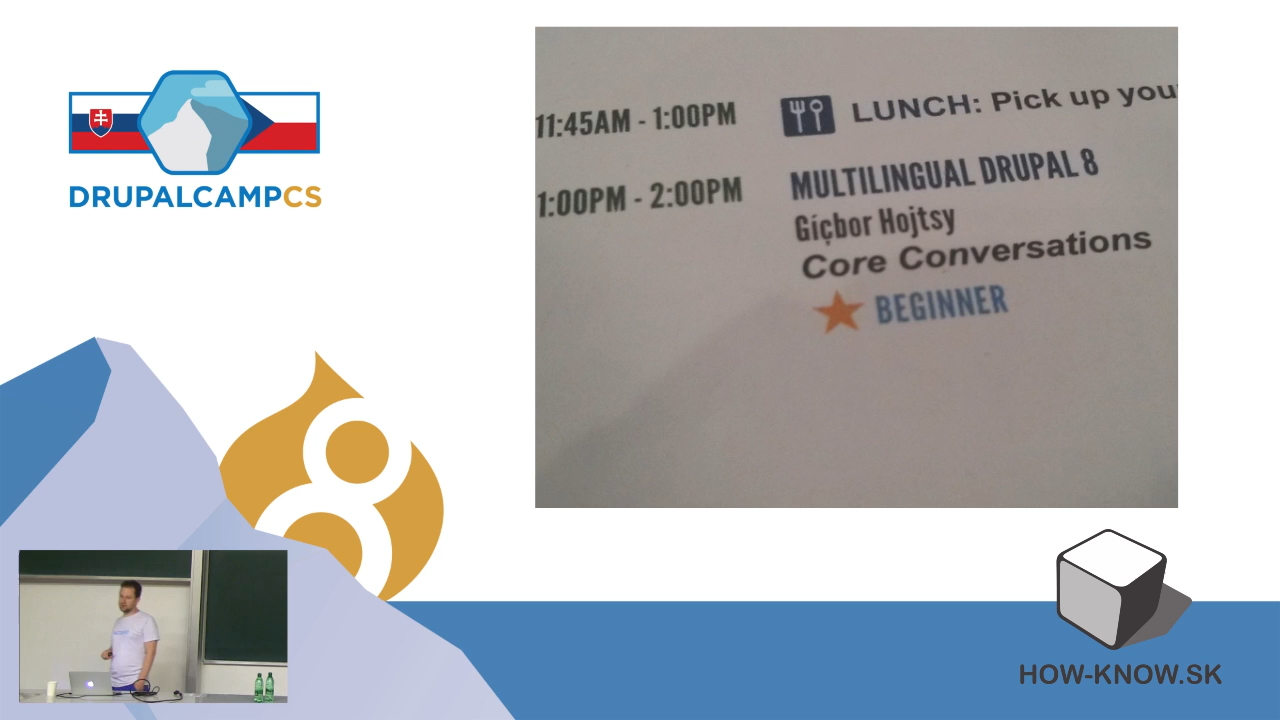 DRUPALCAMPCS
11:45AM - 1:00PM
LUNCH: Pick up you
1:00PM - 2:00PM
MULTILINGUAL DRUPAL 8
Gíçbor Hojtsy
Core Conversations
BEGINNER
8
HOW-KNOW.SK